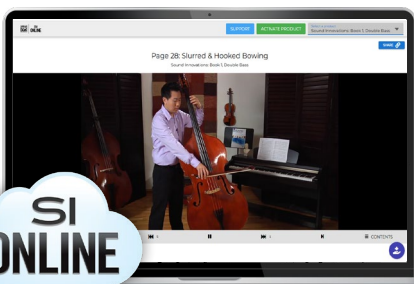 SI ONLINE
SUPPORT
ACTIVATE PRODUCT
Sound Innovations: Book 1, Double Bass
SHARE
Page 28: Slurred & Hooked Bowing
Sound Innovations: Book 1, Double Bass
CONTENTS
SI
ONLINE